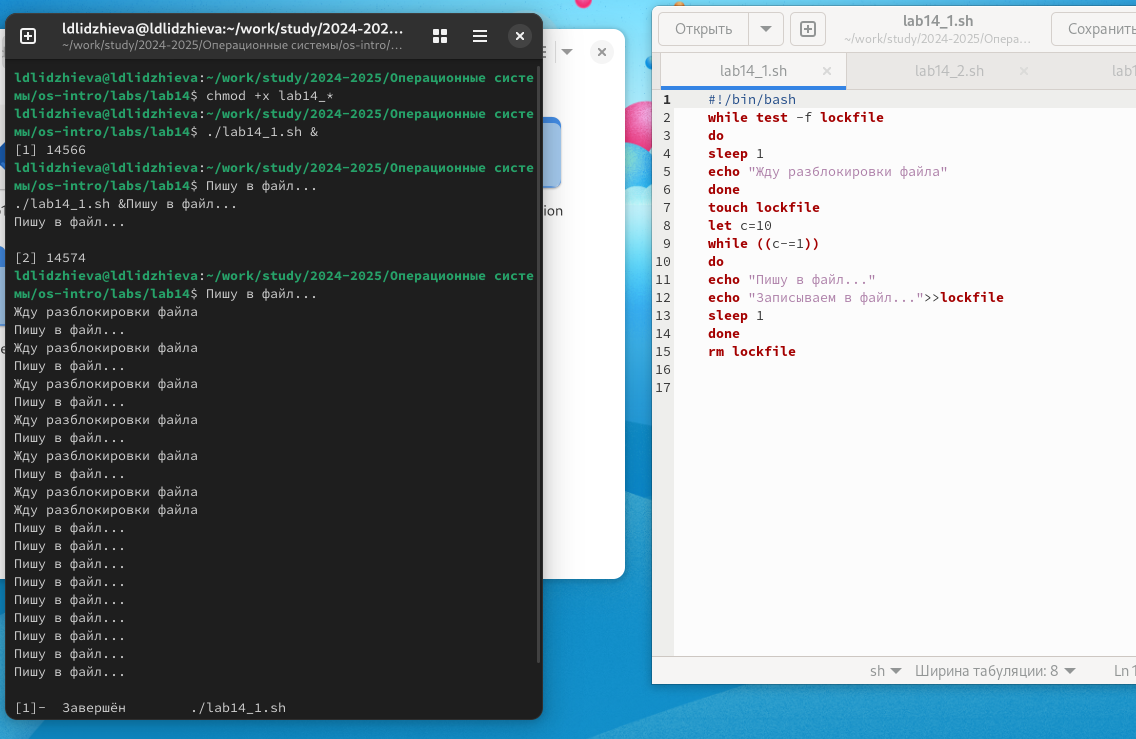 ldlidzhieva@ldlidzhieva:~/work/study/2024-202...
~/work/study/2024-2025/Операционные системы/os-intro/...
ldlidzhieva@ldlidzhieva:~/work/study/2024-2025/Операционные систе
мы/os-intro/labs/lab14$ chmod +x lab14_*
ldlidzhieva@ldlidzhieva:~/work/study/2024-2025/Операционные систе
мы/os-intro/labs/lab14$ ./lab14_1.sh &
[1] 14566
ldlidzhieva@ldlidzhieva:~/work/study/2024-2025/Операционные систе
мы/os-intro/labs/lab14$ Пишу в файл...
./lab14_1.sh &Пишу в файл...
Пишу в файл...
[2] 14574
ldlidzhieva@ldlidzhieva:~/work/study/2024-2025/Операционные систе
мы/os-intro/labs/lab14$ Пишу в файл...
Жду разблокировки файла
Пишу в файл...
Жду разблокировки файла
Пишу в файл...
Жду разблокировки файла
Пишу в файл...
Жду разблокировки файла
Пишу в файл...
Жду разблокировки файла
Пишу в файл...
Жду разблокировки файла
Жду разблокировки файла
Пишу в файл...
Пишу в файл...
Пишу в файл...
Пишу в файл...
Пишу в файл...
Пишу в файл...
Пишу в файл...
Пишу в файл...
Пишу в файл...
[1]-  Завершён        ./lab14_1.sh
ion
Открыть
lab14_1.sh
~/work/study/2024-2025/Опера...
Сохранить
lab14_1.sh
lab14_2.sh
lab1
1 #!/bin/bash
2 while test -f lockfile
3 do
4 sleep 1
5 echo "Жду разблокировки файла"
6 done
7 touch lockfile
8 let c=10
9 while ((c-=1))
10 do
11 echo "Пишу в файл..."
12 echo "Записываем в файл...">>lockfile
13 sleep 1
14 done
15 rm lockfile
16
17
sh
Ширина табуляции: 8
Ln 1